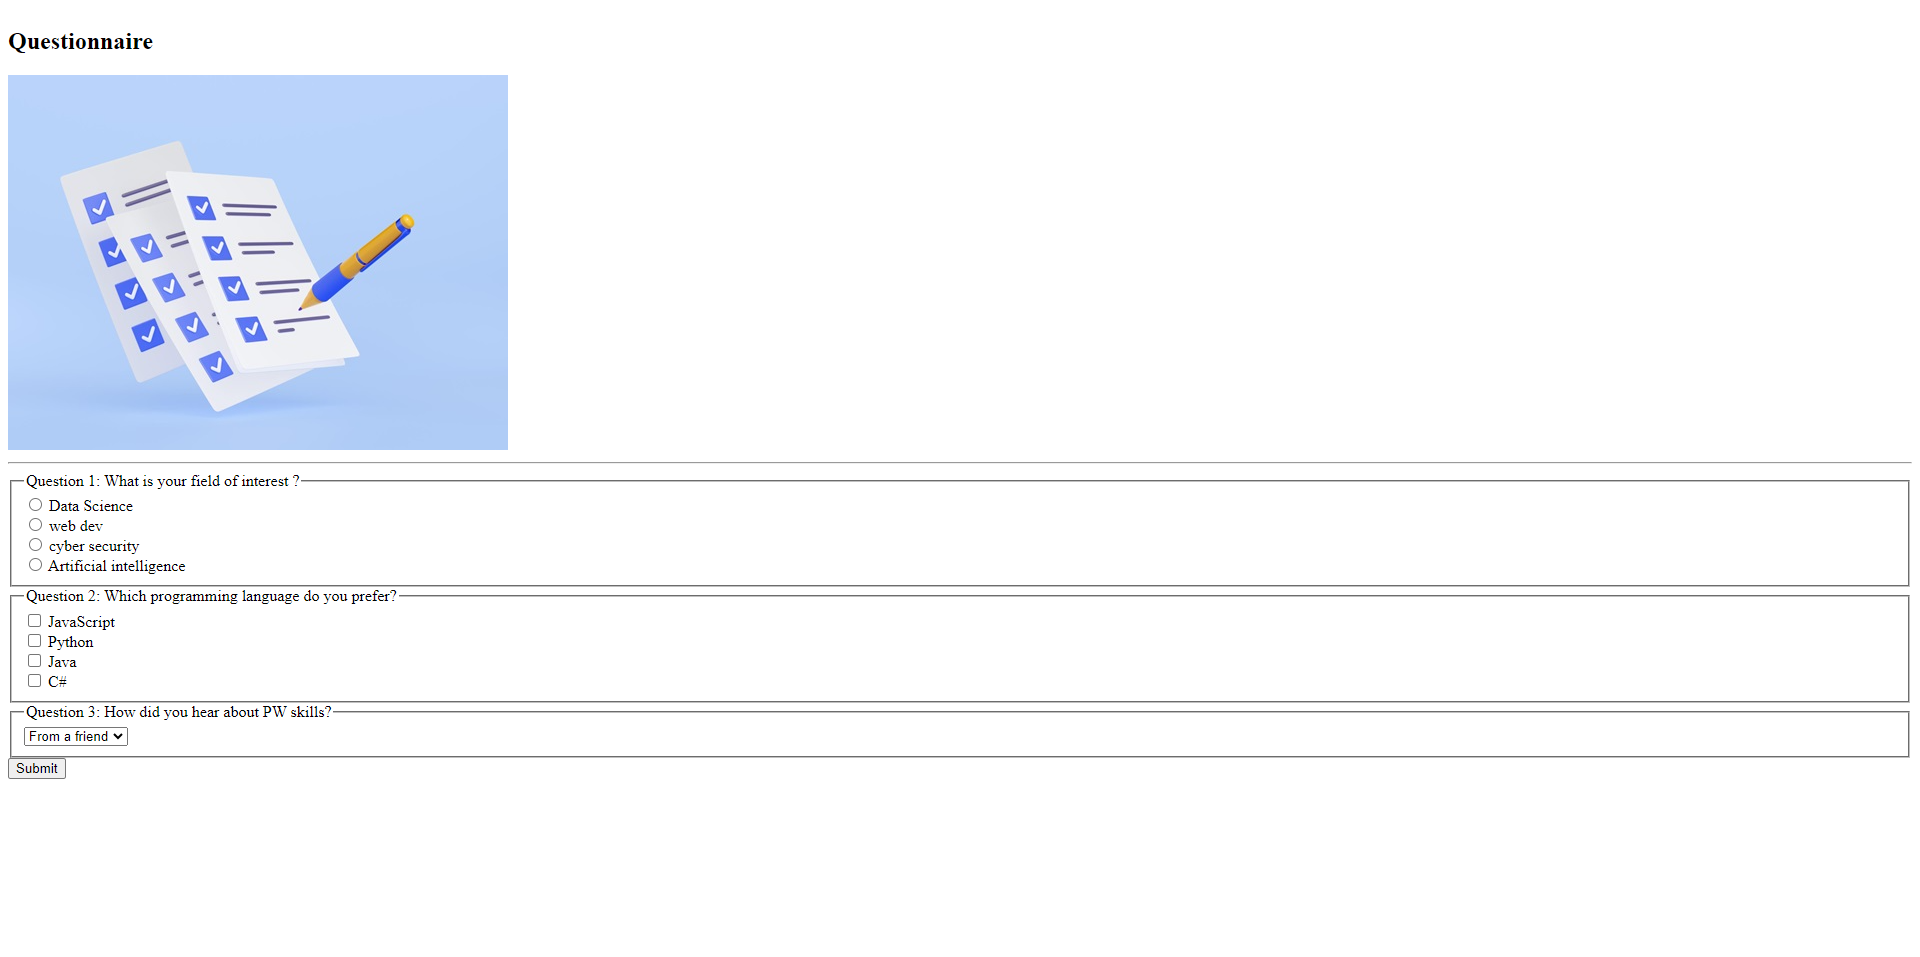 Questionnaire
Question 1: What is your field of interest ?
Data Science
web dev
cyber security
Artificial intelligence
Question 2: Which programming language do you prefer?
JavaScript
Python
Java
C#
Question 3: How did you hear about PW skills?
From a friend
Submit